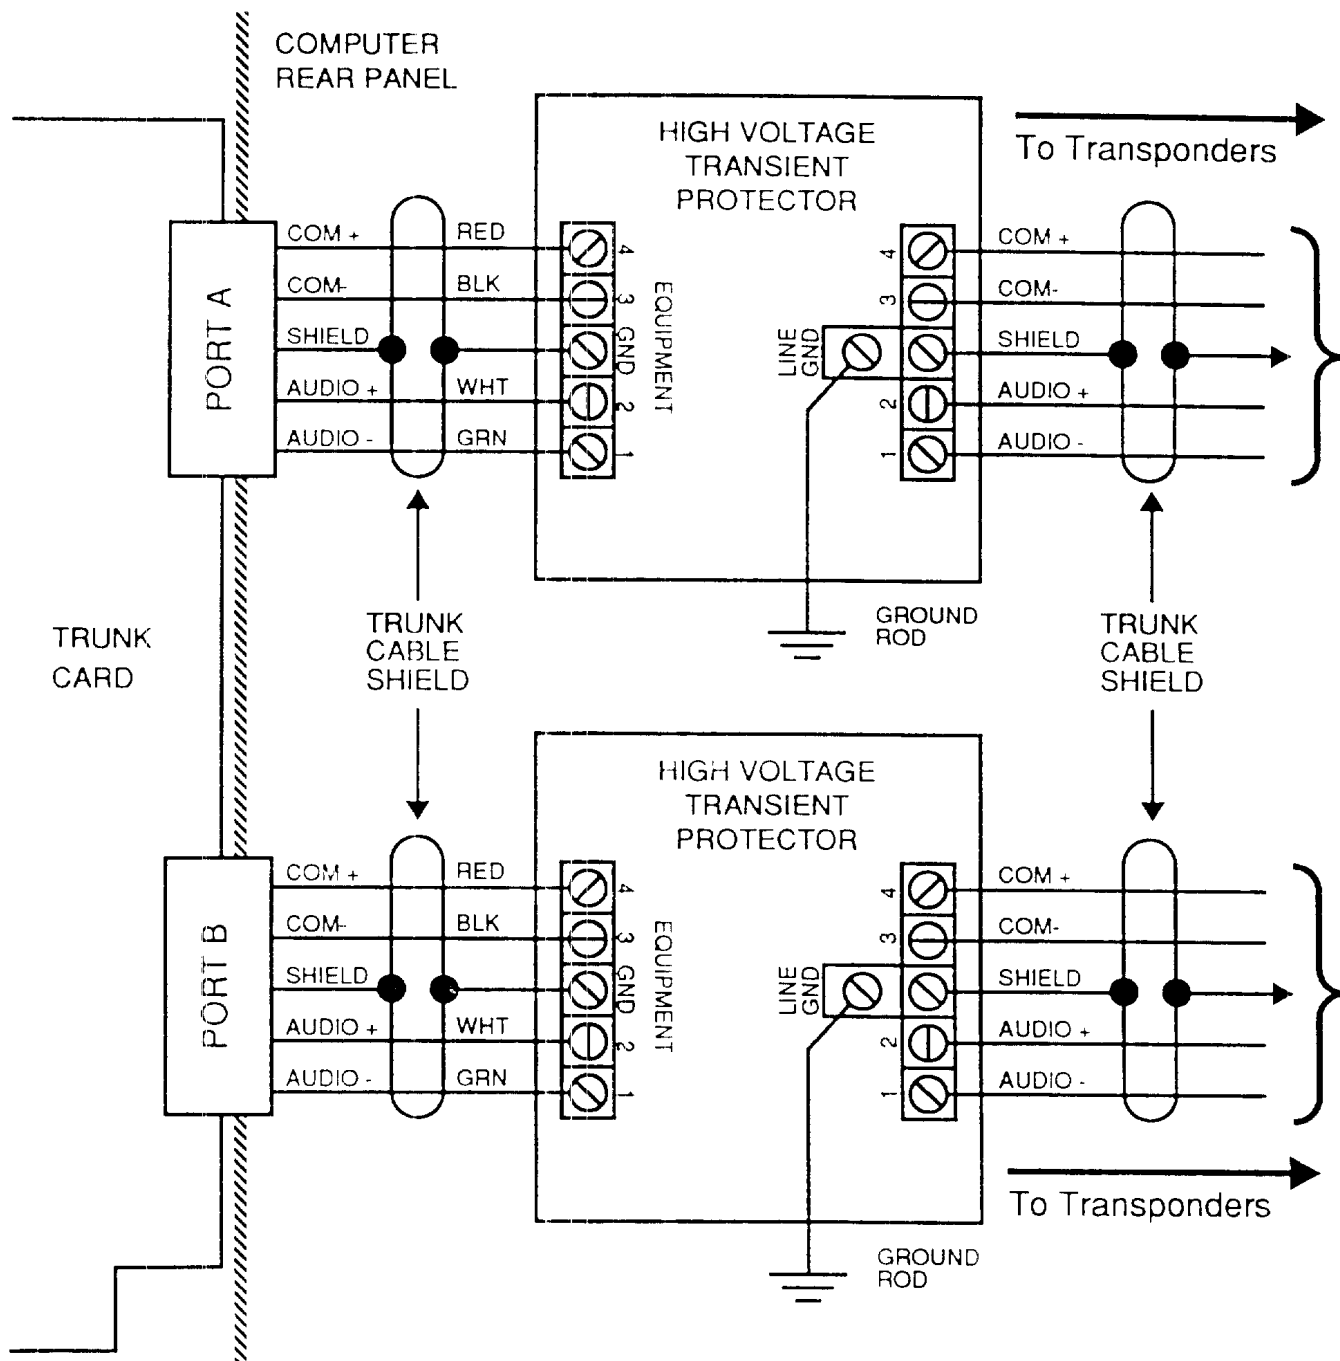 COMPUTER
REAR PANEL
HIGH VOLTAGE
TRANSIENT
PROTECTOR
To Transponders
PORT A
COM + RED
COM- BLK
SHIELD
AUDIO + WHT
AUDIO - GRN
4
3
GND
2
1
EQUIPMENT
LINE
GND
4
3
2
1
COM +
COM-
SHIELD
AUDIO +
AUDIO -
GROUND
ROD
TRUNK
CARD
TRUNK
CABLE
SHIELD
TRUNK
CABLE
SHIELD
HIGH VOLTAGE
TRANSIENT
PROTECTOR
PORT B
COM + RED
COM- BLK
SHIELD
AUDIO + WHT
AUDIO - GRN
4
3
GND
2
1
EQUIPMENT
LINE
GND
4
3
2
1
COM +
COM-
SHIELD
AUDIO +
AUDIO -
To Transponders
GROUND
ROD